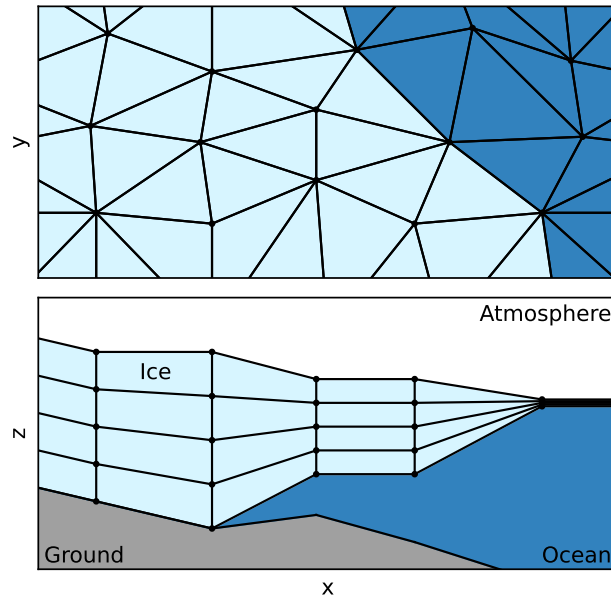 y
Atmosphere
Ice
z
Ground
Ocean
x